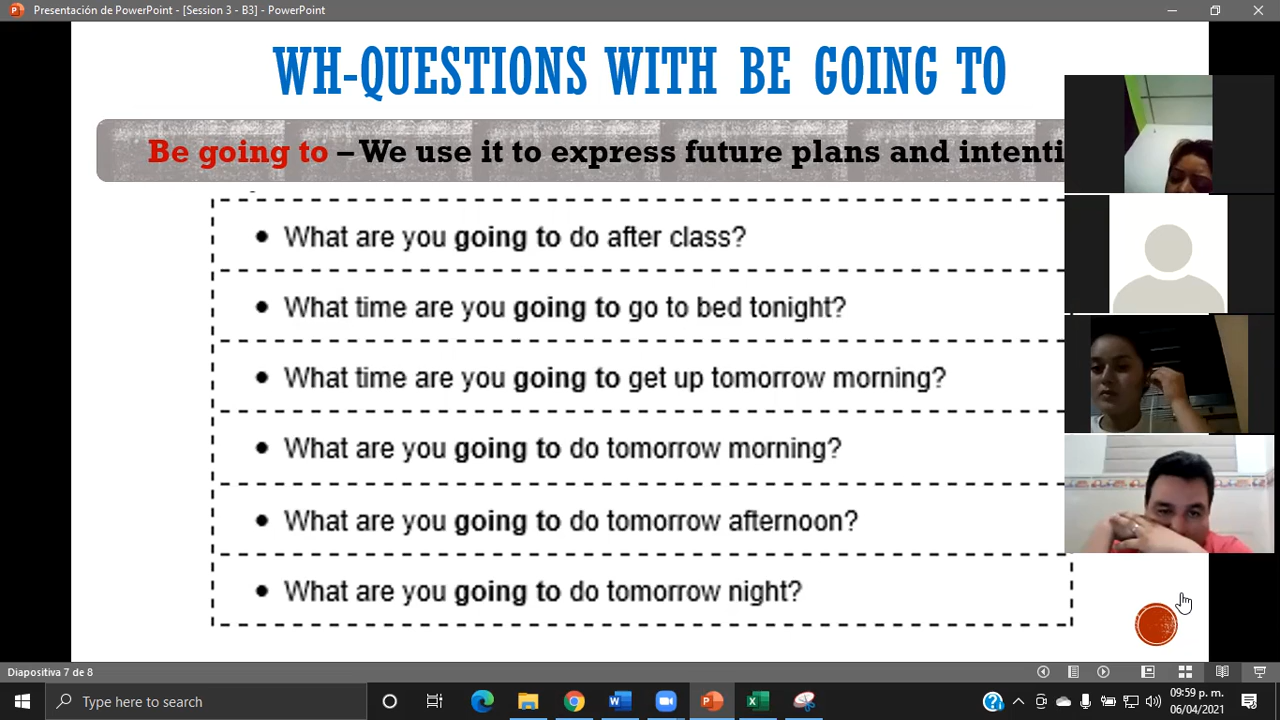 Presentación de PowerPoint - [Session 3 - B3] - PowerPoint
WH-QUESTIONS WITH BE GOING TO
Be going to – We use it to express future plans and intenti
• What are you going to do after class?
• What time are you going to go to bed tonight?
• What time are you going to get up tomorrow morning?
• What are you going to do tomorrow morning?
• What are you going to do tomorrow afternoon?
• What are you going to do tomorrow night?
Diapositiva 7 de 8
Type here to search
09:59 p. m.
06/04/2021